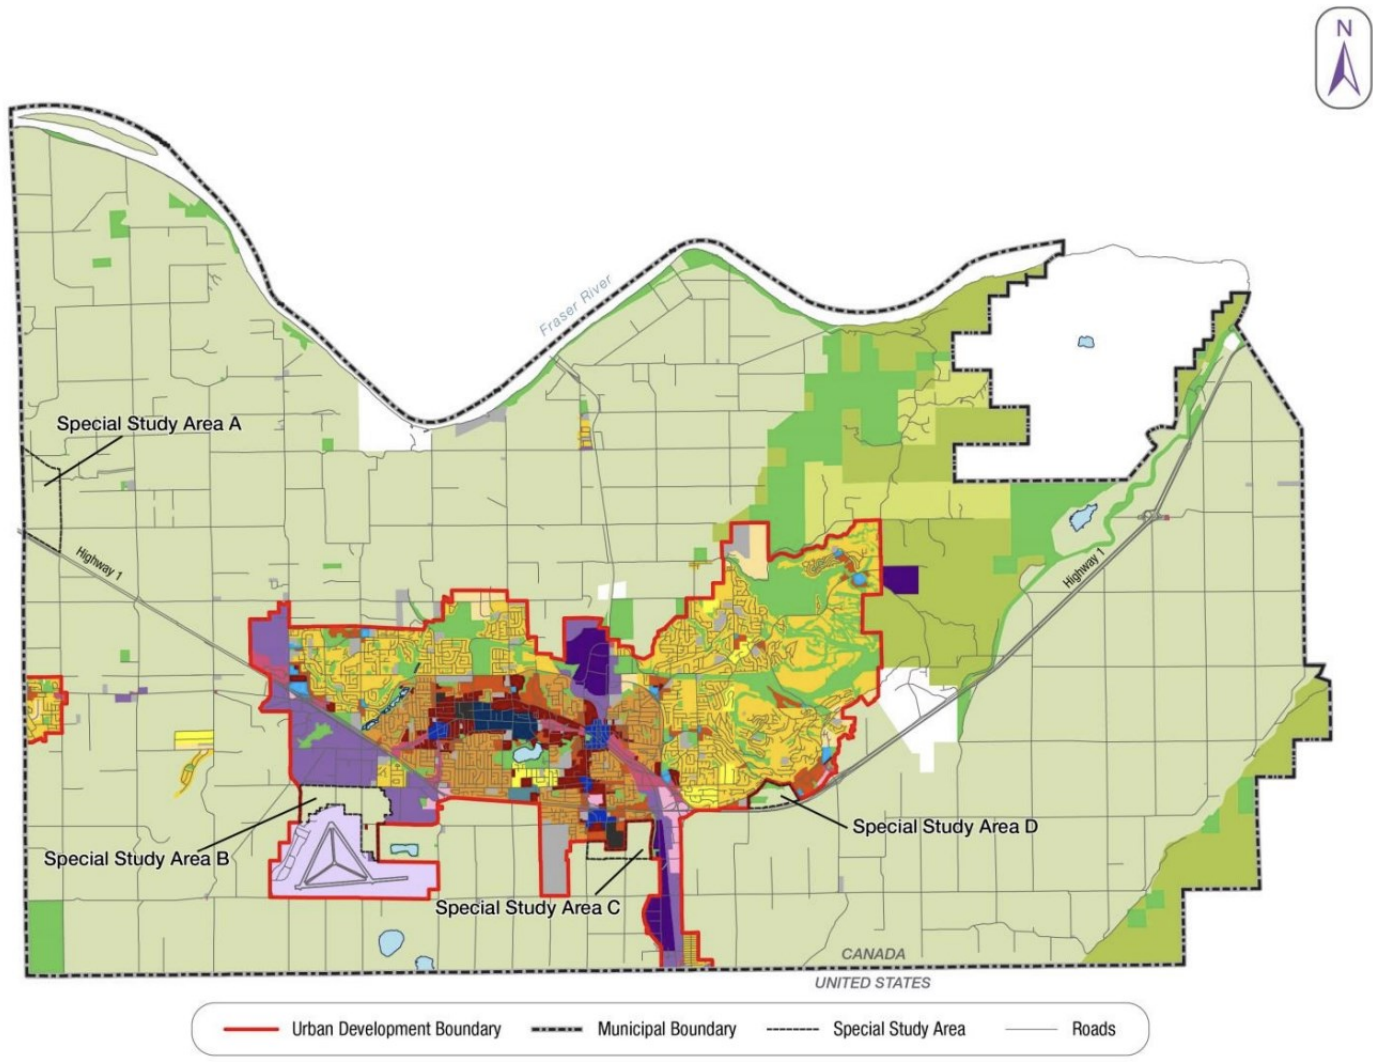 N
Fraser River
Special Study Area A
Highway 1
Highway 1
Special Study Area D
Special Study Area B
Special Study Area C
CANADA
UNITED STATES
Urban Development Boundary Municipal Boundary Special Study Area Roads